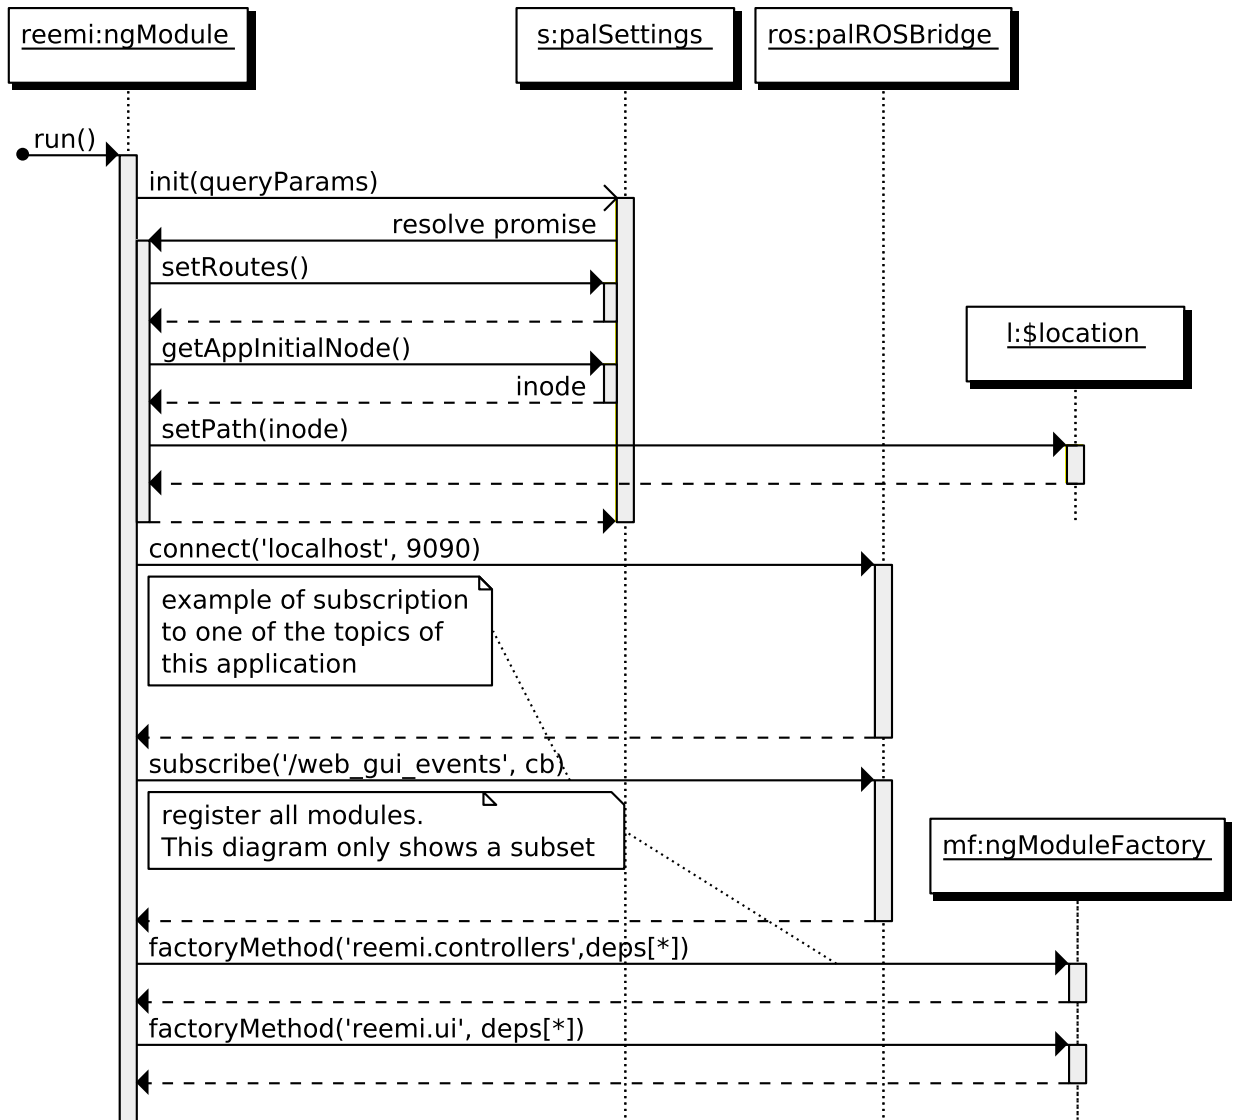 reemi:ngModule
s:palSettings
ros:palROSBridge
run()
init(queryParams)
resolve promise
setRoutes()
l:$location
getAppInitialNode()
inode
setPath(inode)
connect('localhost', 9090)
example of subscription
to one of the topics of
this application
subscribe('/web_gui_events', cb)
register all modules.
This diagram only shows a subset
mf:ngModuleFactory
factoryMethod('reemi.controllers',deps[*])
factoryMethod('reemi.ui', deps[*])